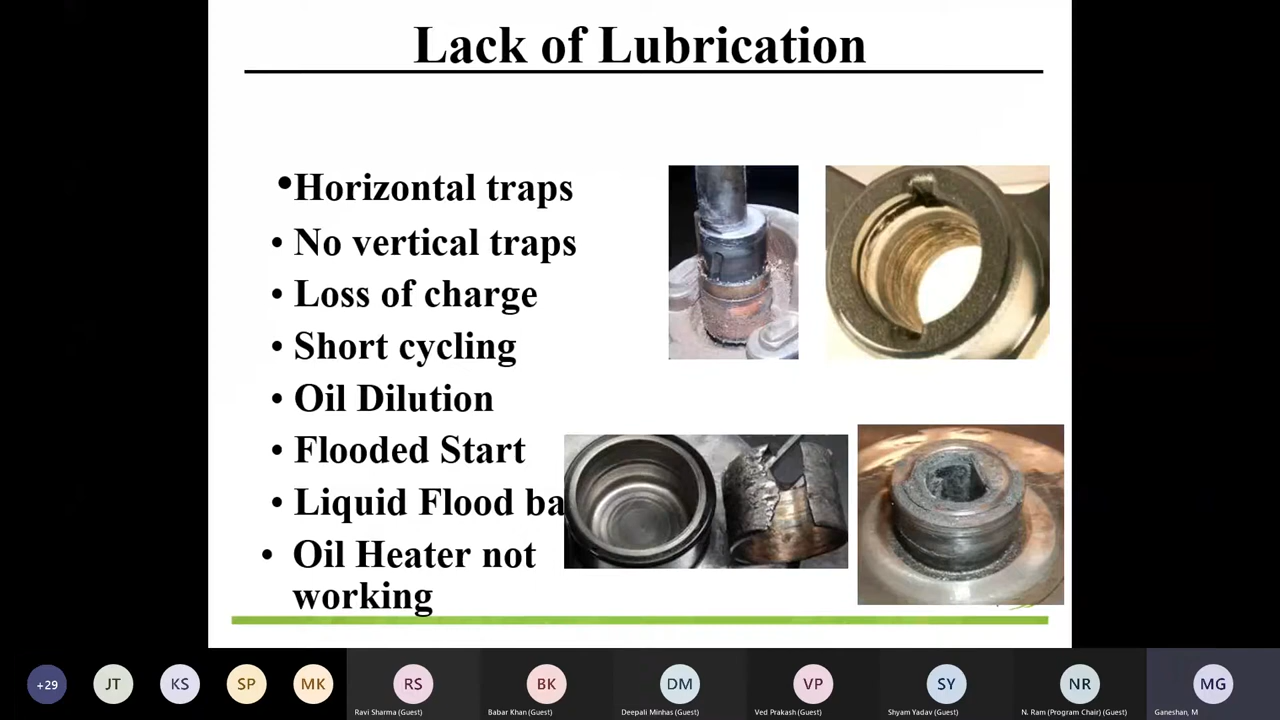 Lack of Lubrication
•Horizontal traps
• No vertical traps
• Loss of charge
• Short cycling
• Oil Dilution
• Flooded Start
• Liquid Flood ba
• Oil Heater not
working
+29
JT
KS
SP
MK
RS
BK
DM
VP
SY
NR
MG
Ravi Sharma (Guest)
Babar Khan (Guest)
Deepali Minhas (Guest)
Ved Prakash (Guest)
Shyam Yadav (Guest)
N. Ram (Program Chair) (Guest)
Ganeshan, M